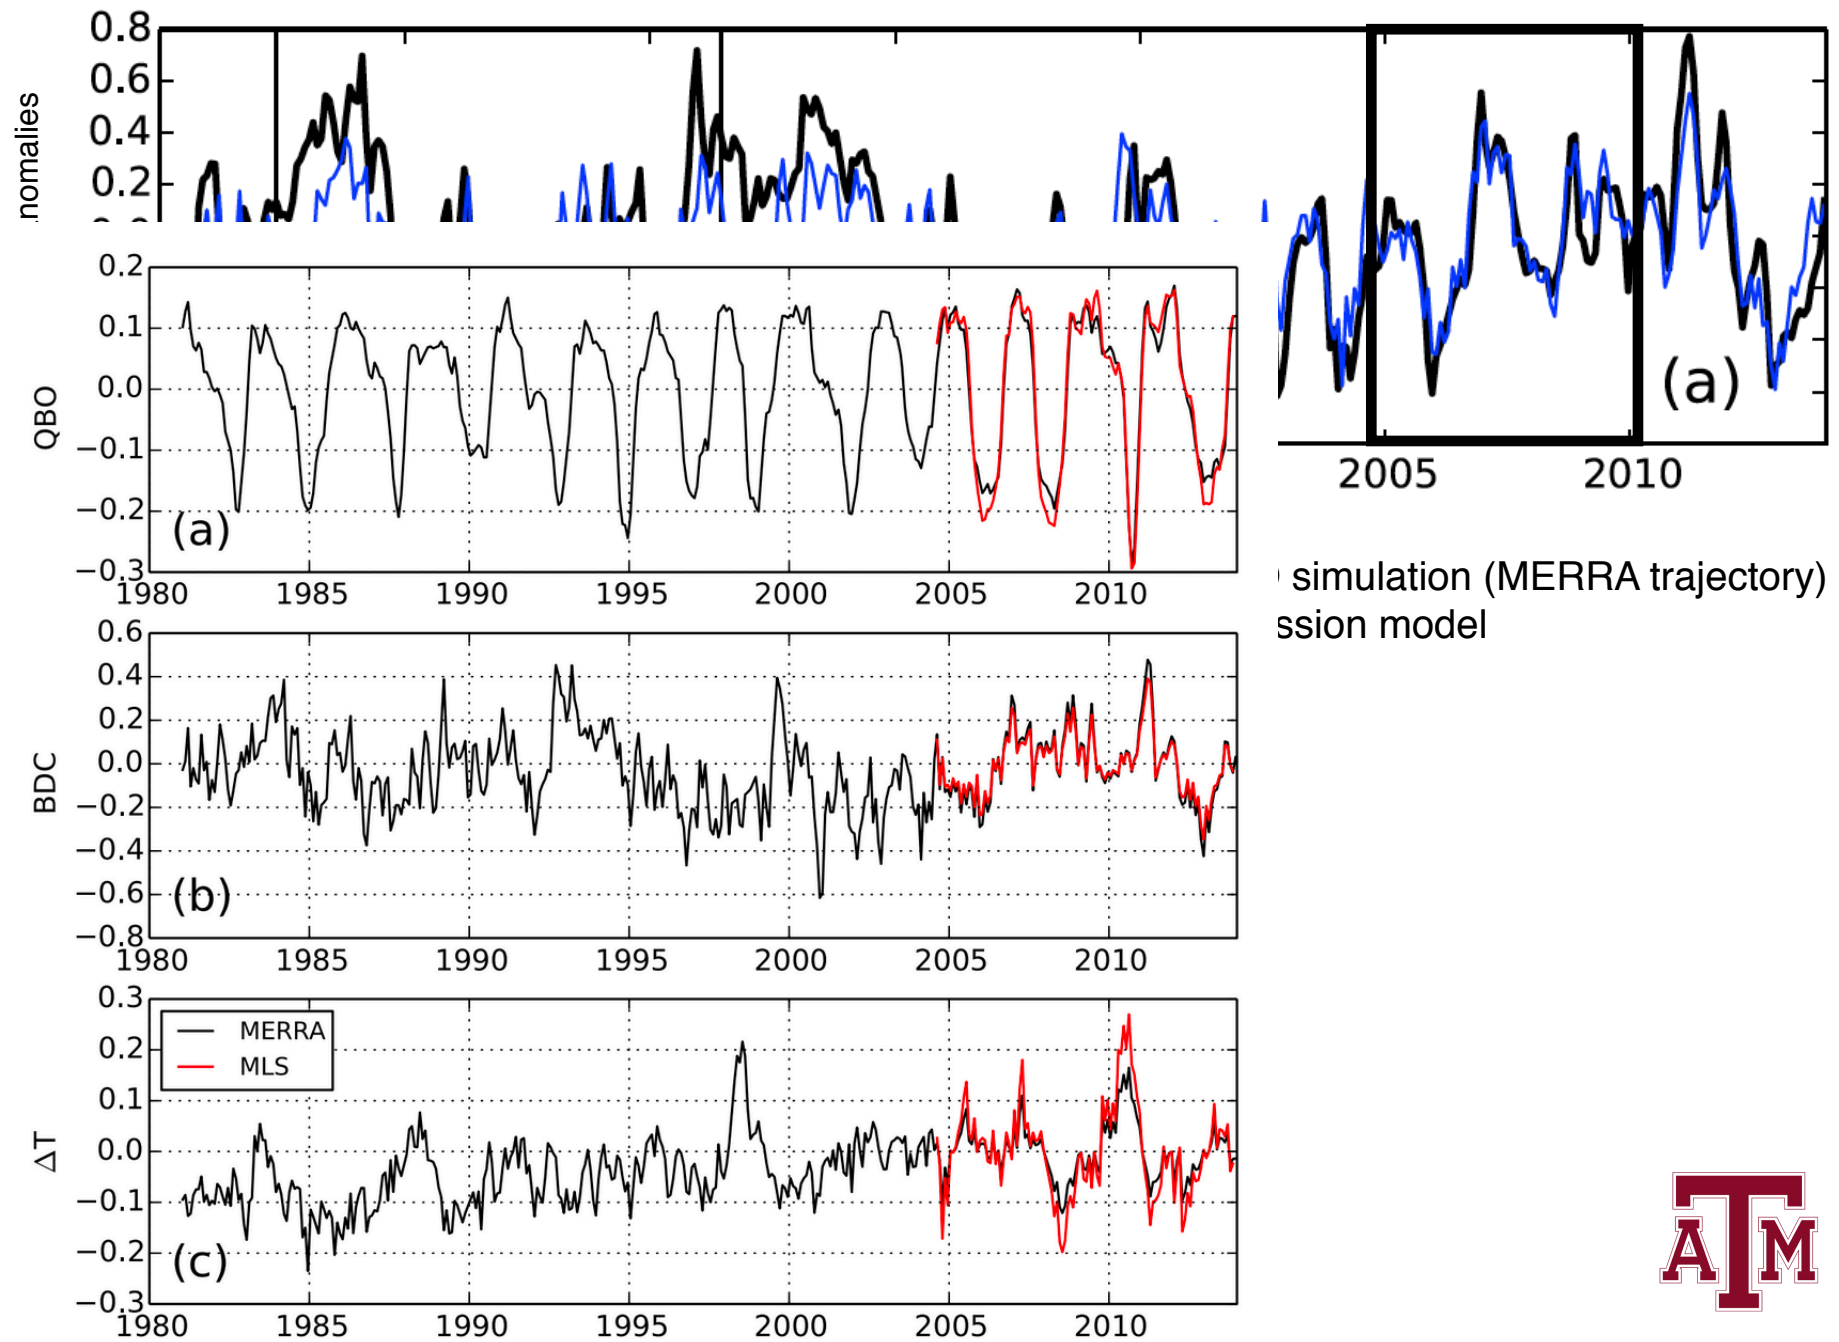 0.8
0.6
0.4
0.2
nomalies
(a)
2005 2010
simulation (MERRA trajectory)
ssion model
0.2
0.1
0.0
−0.1
−0.2
−0.3
QBO
(a)
1980 1985 1990 1995 2000 2005 2010
0.6
0.4
0.2
0.0
−0.2
−0.4
−0.6
−0.8
BDC
(b)
1980 1985 1990 1995 2000 2005 2010
0.3
0.2
0.1
0.0
−0.1
−0.2
−0.3
ΔT
MERRA
MLS
(c)
1980 1985 1990 1995 2000 2005 2010
ATM